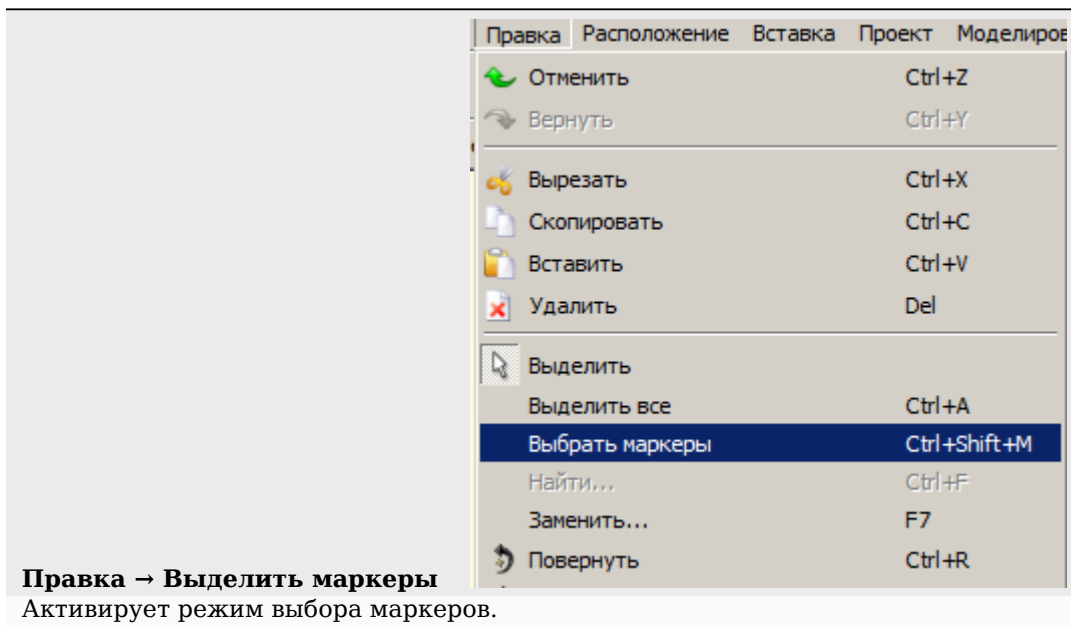 Правка Расположение Вставка Проект Моделиров
Отменить Ctrl+Z
Вернуть Ctrl+Y
Вырезать Ctrl+X
Скопировать Ctrl+C
Вставить Ctrl+V
Удалить Del
Выделить
Выделить все Ctrl+A
Выбрать маркеры Ctrl+Shift+M
Найти... Ctrl+F
Заменить... F7
Повернуть Ctrl+R
Правка → Выделить маркеры
Активирует режим выбора маркеров.